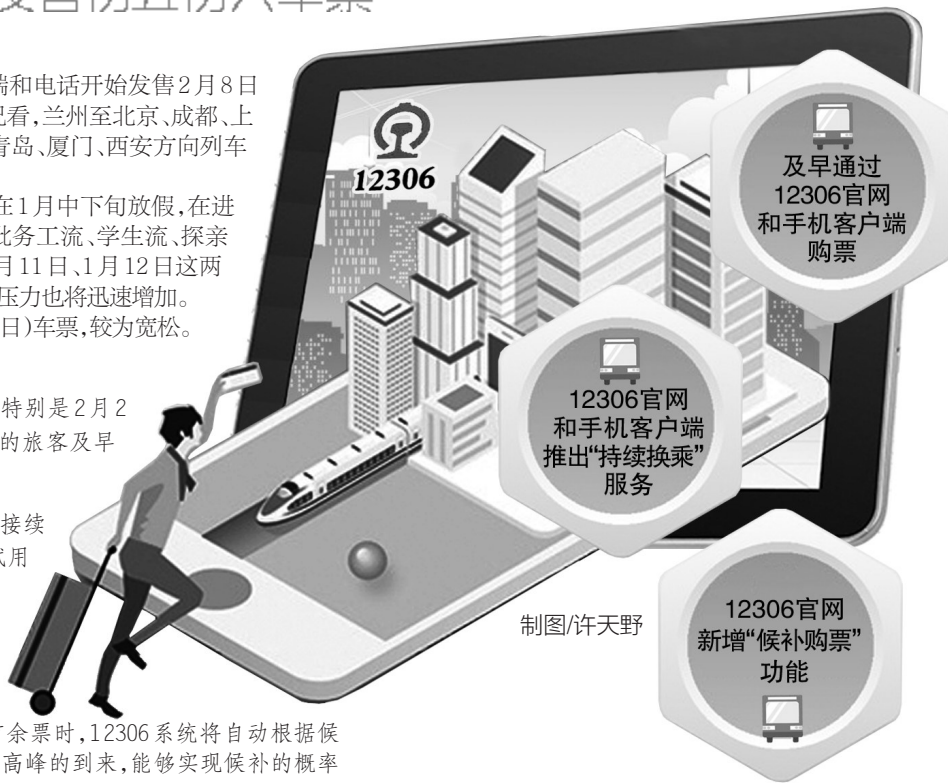 端和电话开始发售2月8日
况看,兰州至北京、成都、上
青岛、厦门、西安方向列车
在1月中下旬放假,在进
批务工流、学生流、探亲
月11日、1月12日这两
压力也将迅速增加。
日)车票,较为宽松。
特别是2月2
的旅客及早
接续
用
余票时,12306系统将自动根据候
高峰的到来,能够实现候补的概率
12306
及早通过
12306官网
和手机客户端
购票
12306官网
和手机客户端
推出“持续换乘”
服务
制图/许天野
12306官网
新增“候补购票”
功能